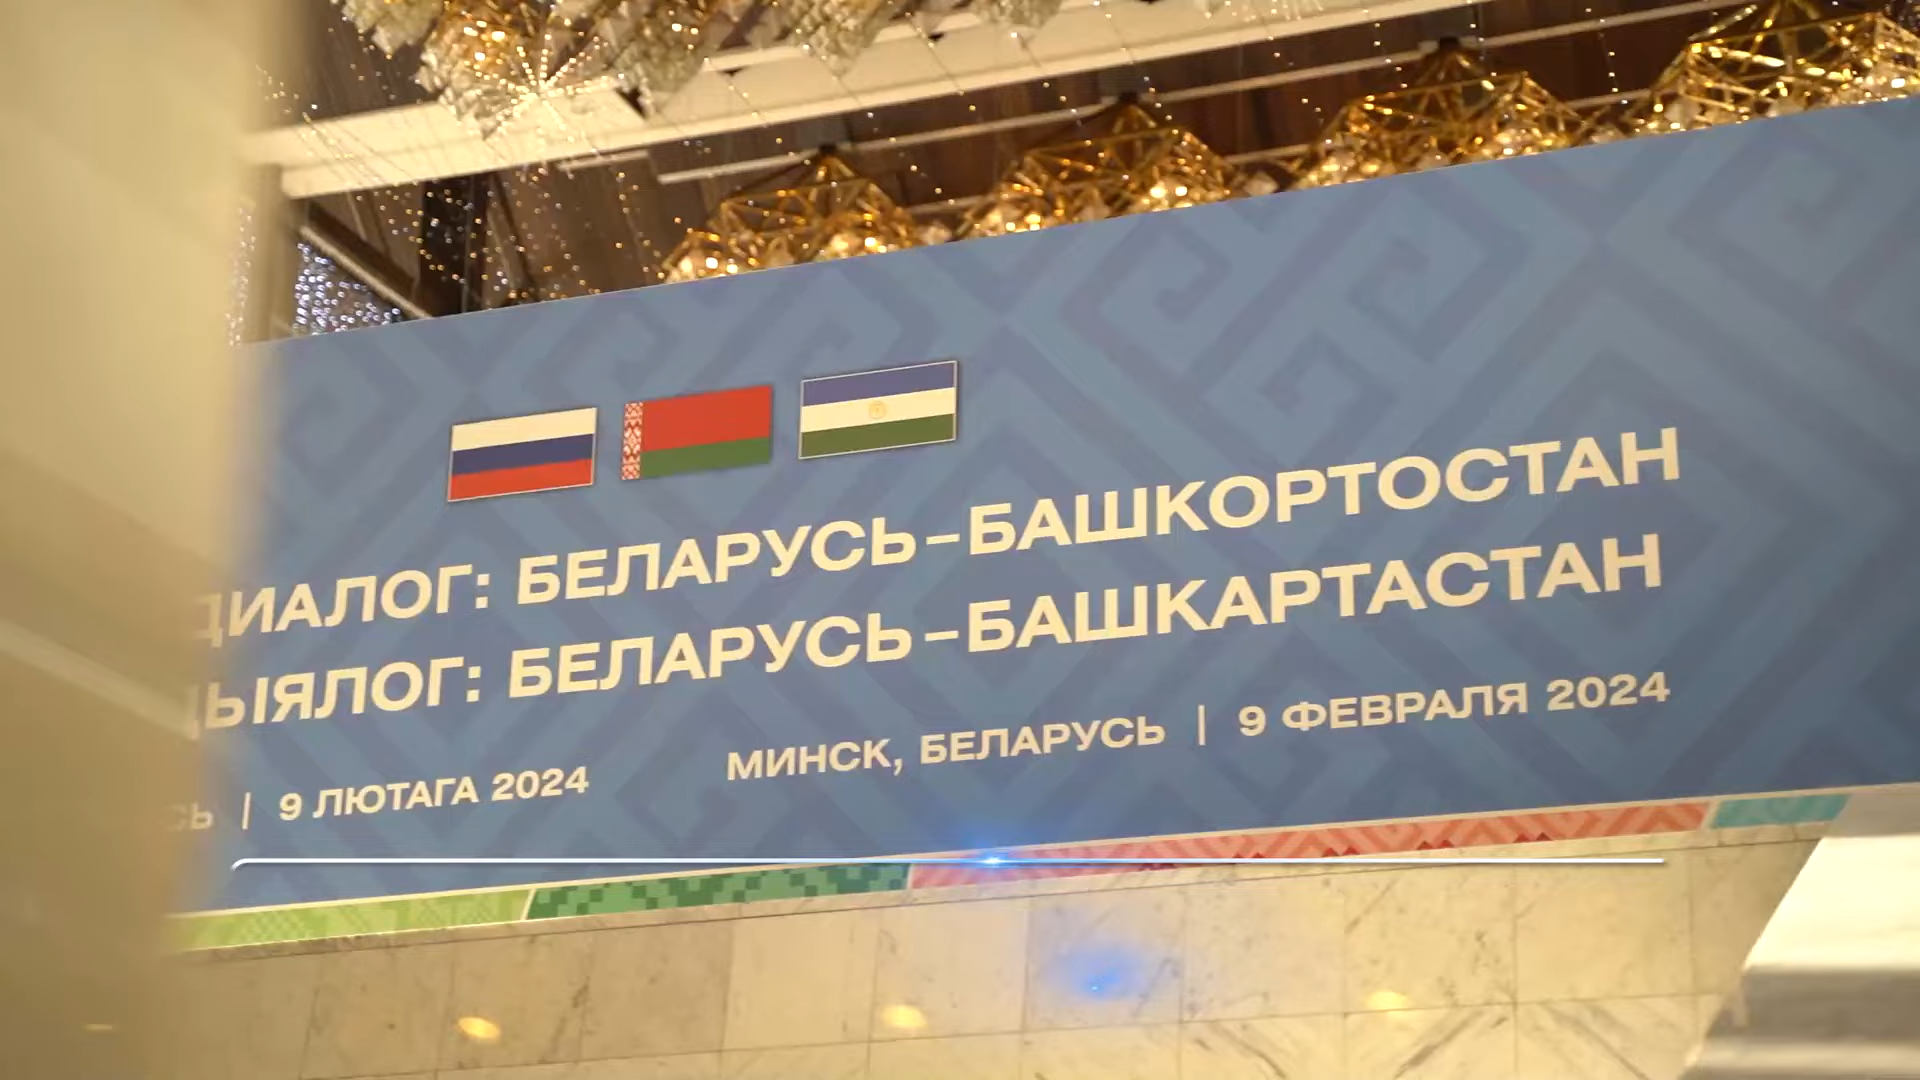 ДИАЛОГ: БЕЛАРУСЬ–БАШКОРТОСТАН
ДЫЯЛОГ: БЕЛАРУСЬ–БАШКАРТАСТАН
| 9 ЛЮТАГА 2024
МИНСК, БЕЛАРУСЬ | 9 ФЕВРАЛЯ 2024